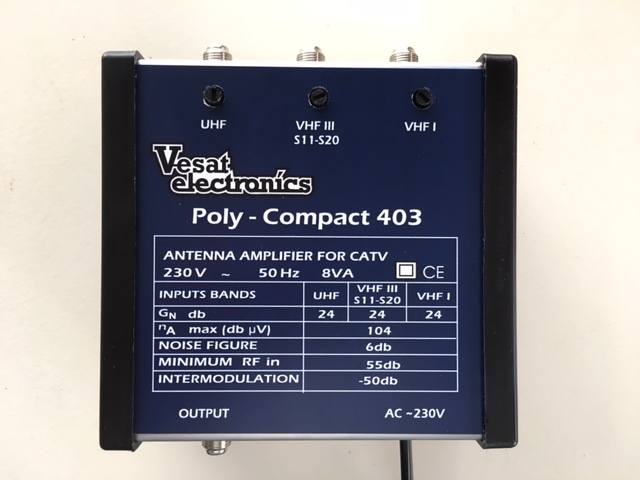 UHF VHF III VHF I
S11-S20
Vesat
electronics
Poly - Compact 403
ANTENNA AMPLIFIER FOR CATV
230 V ~ 50 Hz 8VA CE
INPUTS BANDS UHF VHF III S11-S20 VHF I
GN db 24 24 24
nA max (db µV) 104
NOISE FIGURE 6db
MINIMUM RF in 55db
INTERMODULATION -50db
OUTPUT AC ~230V